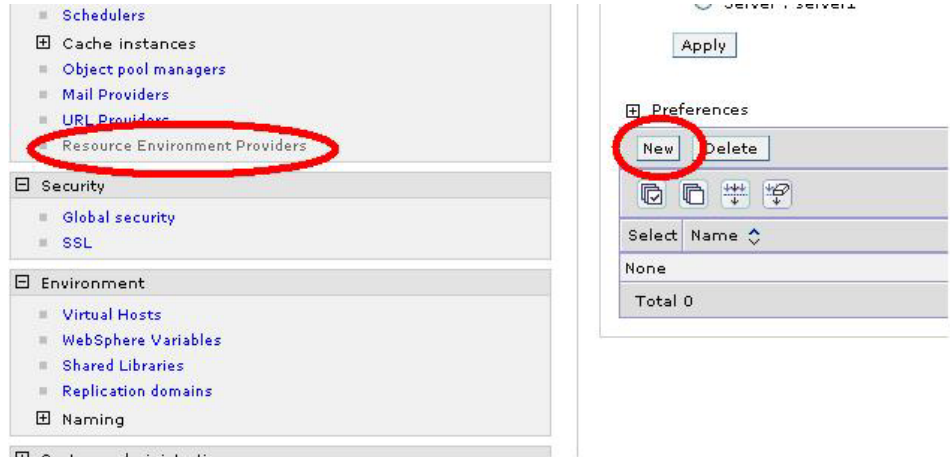 Schedulers
Cache instances
Object pool managers
Mail Providers
URL Providers
Resource Environment Providers
Security
Global security
SSL
Environment
Virtual Hosts
WebSphere Variables
Shared Libraries
Replication domains
Naming
Apply
Preferences
New Delete
Select Name
None
Total 0